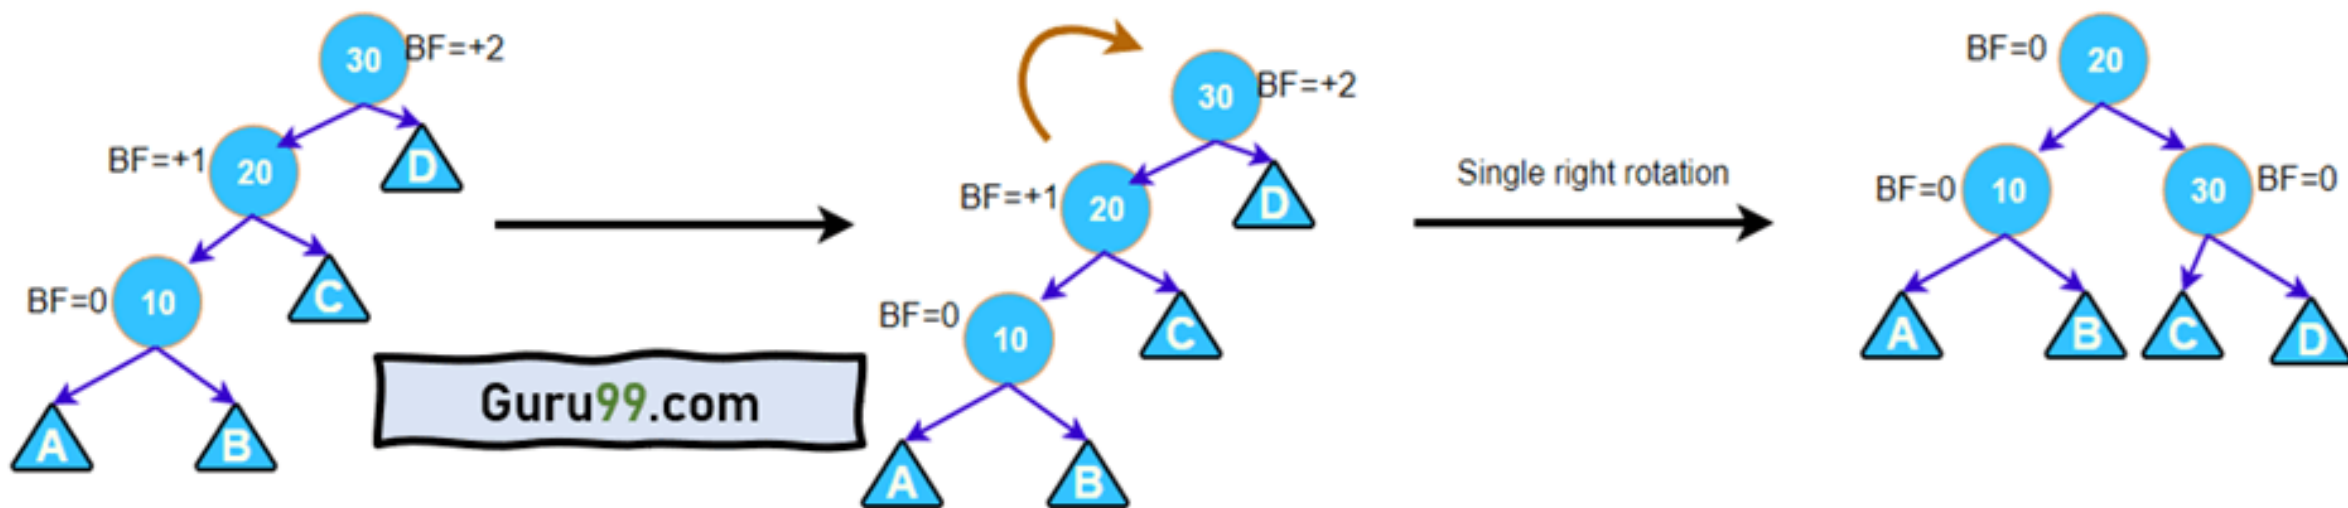 30 BF=+2
BF=+1 20 D
BF=0 10 C
A B
Guru99.com
30 BF=+2
BF=+1 20 D
BF=0 10 C
A B
Single right rotation
BF=0 20
BF=0 10 30 BF=0
A B C D